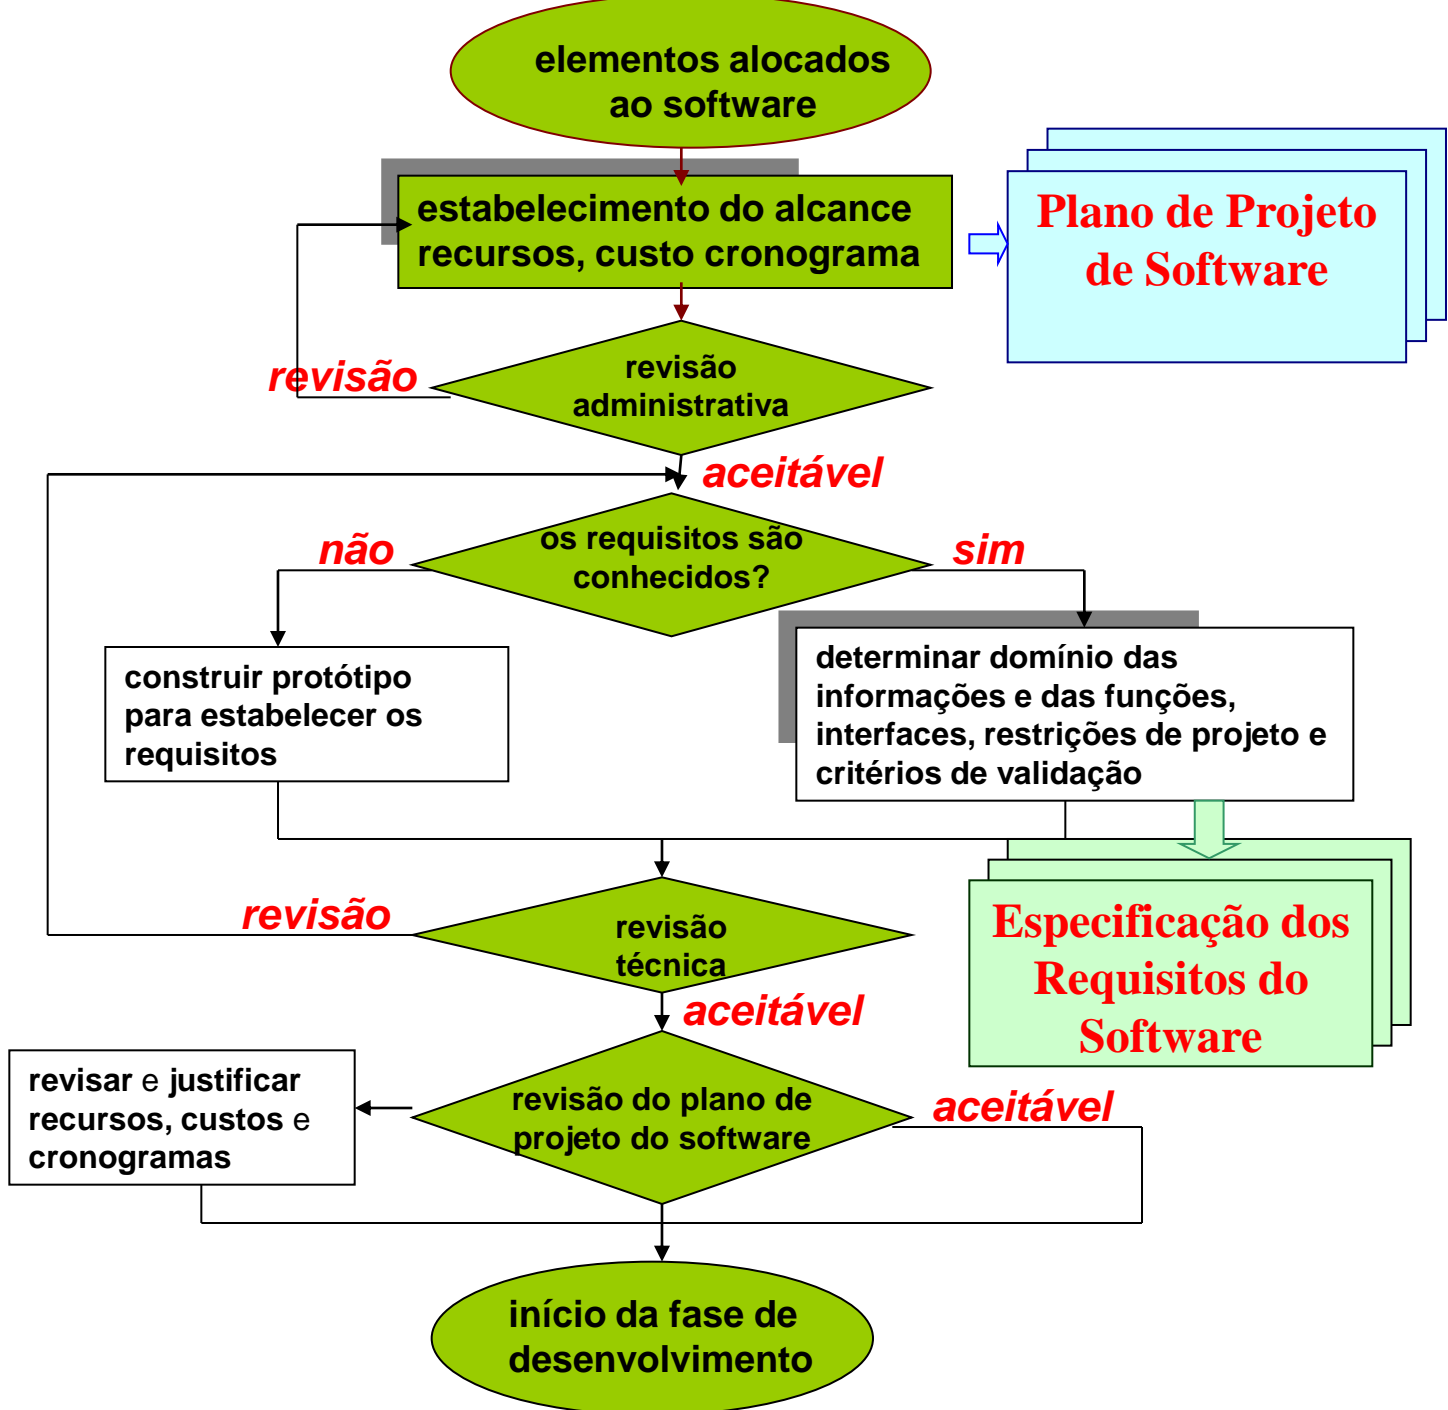 elementos alocados
ao software
estabelecimento do alcance
recursos, custo cronograma
Plano de Projeto
de Software
revisão
administrativa
revisão
aceitável
os requisitos são
conhecidos?
não
sim
construir protótipo
para estabelecer os
requisitos
determinar domínio das
informações e das funções,
interfaces, restrições de projeto e
critérios de validação
revisão
revisão
técnica
Especificação dos
Requisitos do
Software
aceitável
revisar e justificar
recursos, custos e
cronogramas
revisão do plano de
projeto do software
aceitável
início da fase de
desenvolvimento